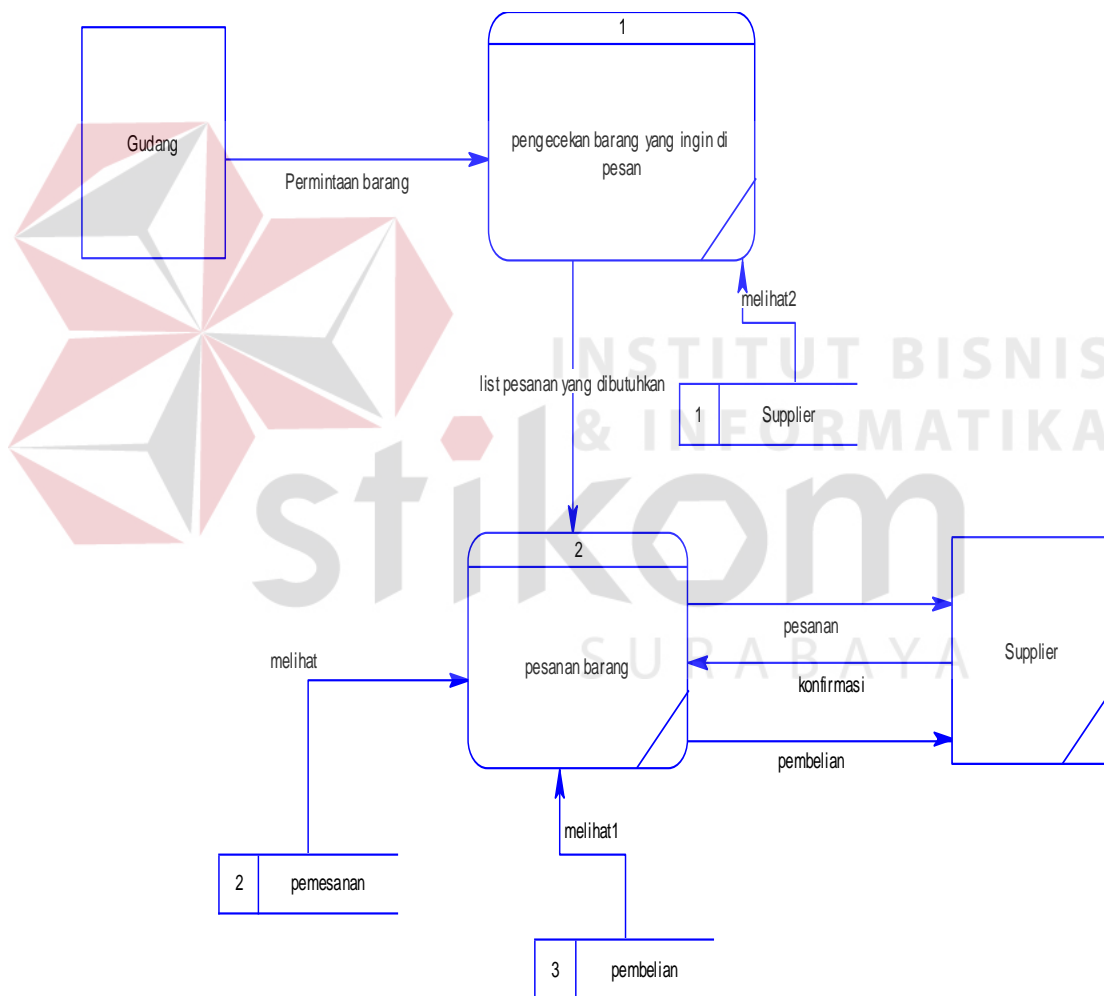 1
Gudang
pengecekan barang yang ingin di
pesan
Permintaan barang
melihat2
INSTITUT BISNIS
list pesanan yang dibutuhkan
1
Supplier
& INFORMATIKA
stikom
2
pesanan
SURABAYA
melihat
pesanan barang
Supplier
konfirmasi
pembelian
melihat1
2
pemesanan
3
pembelian